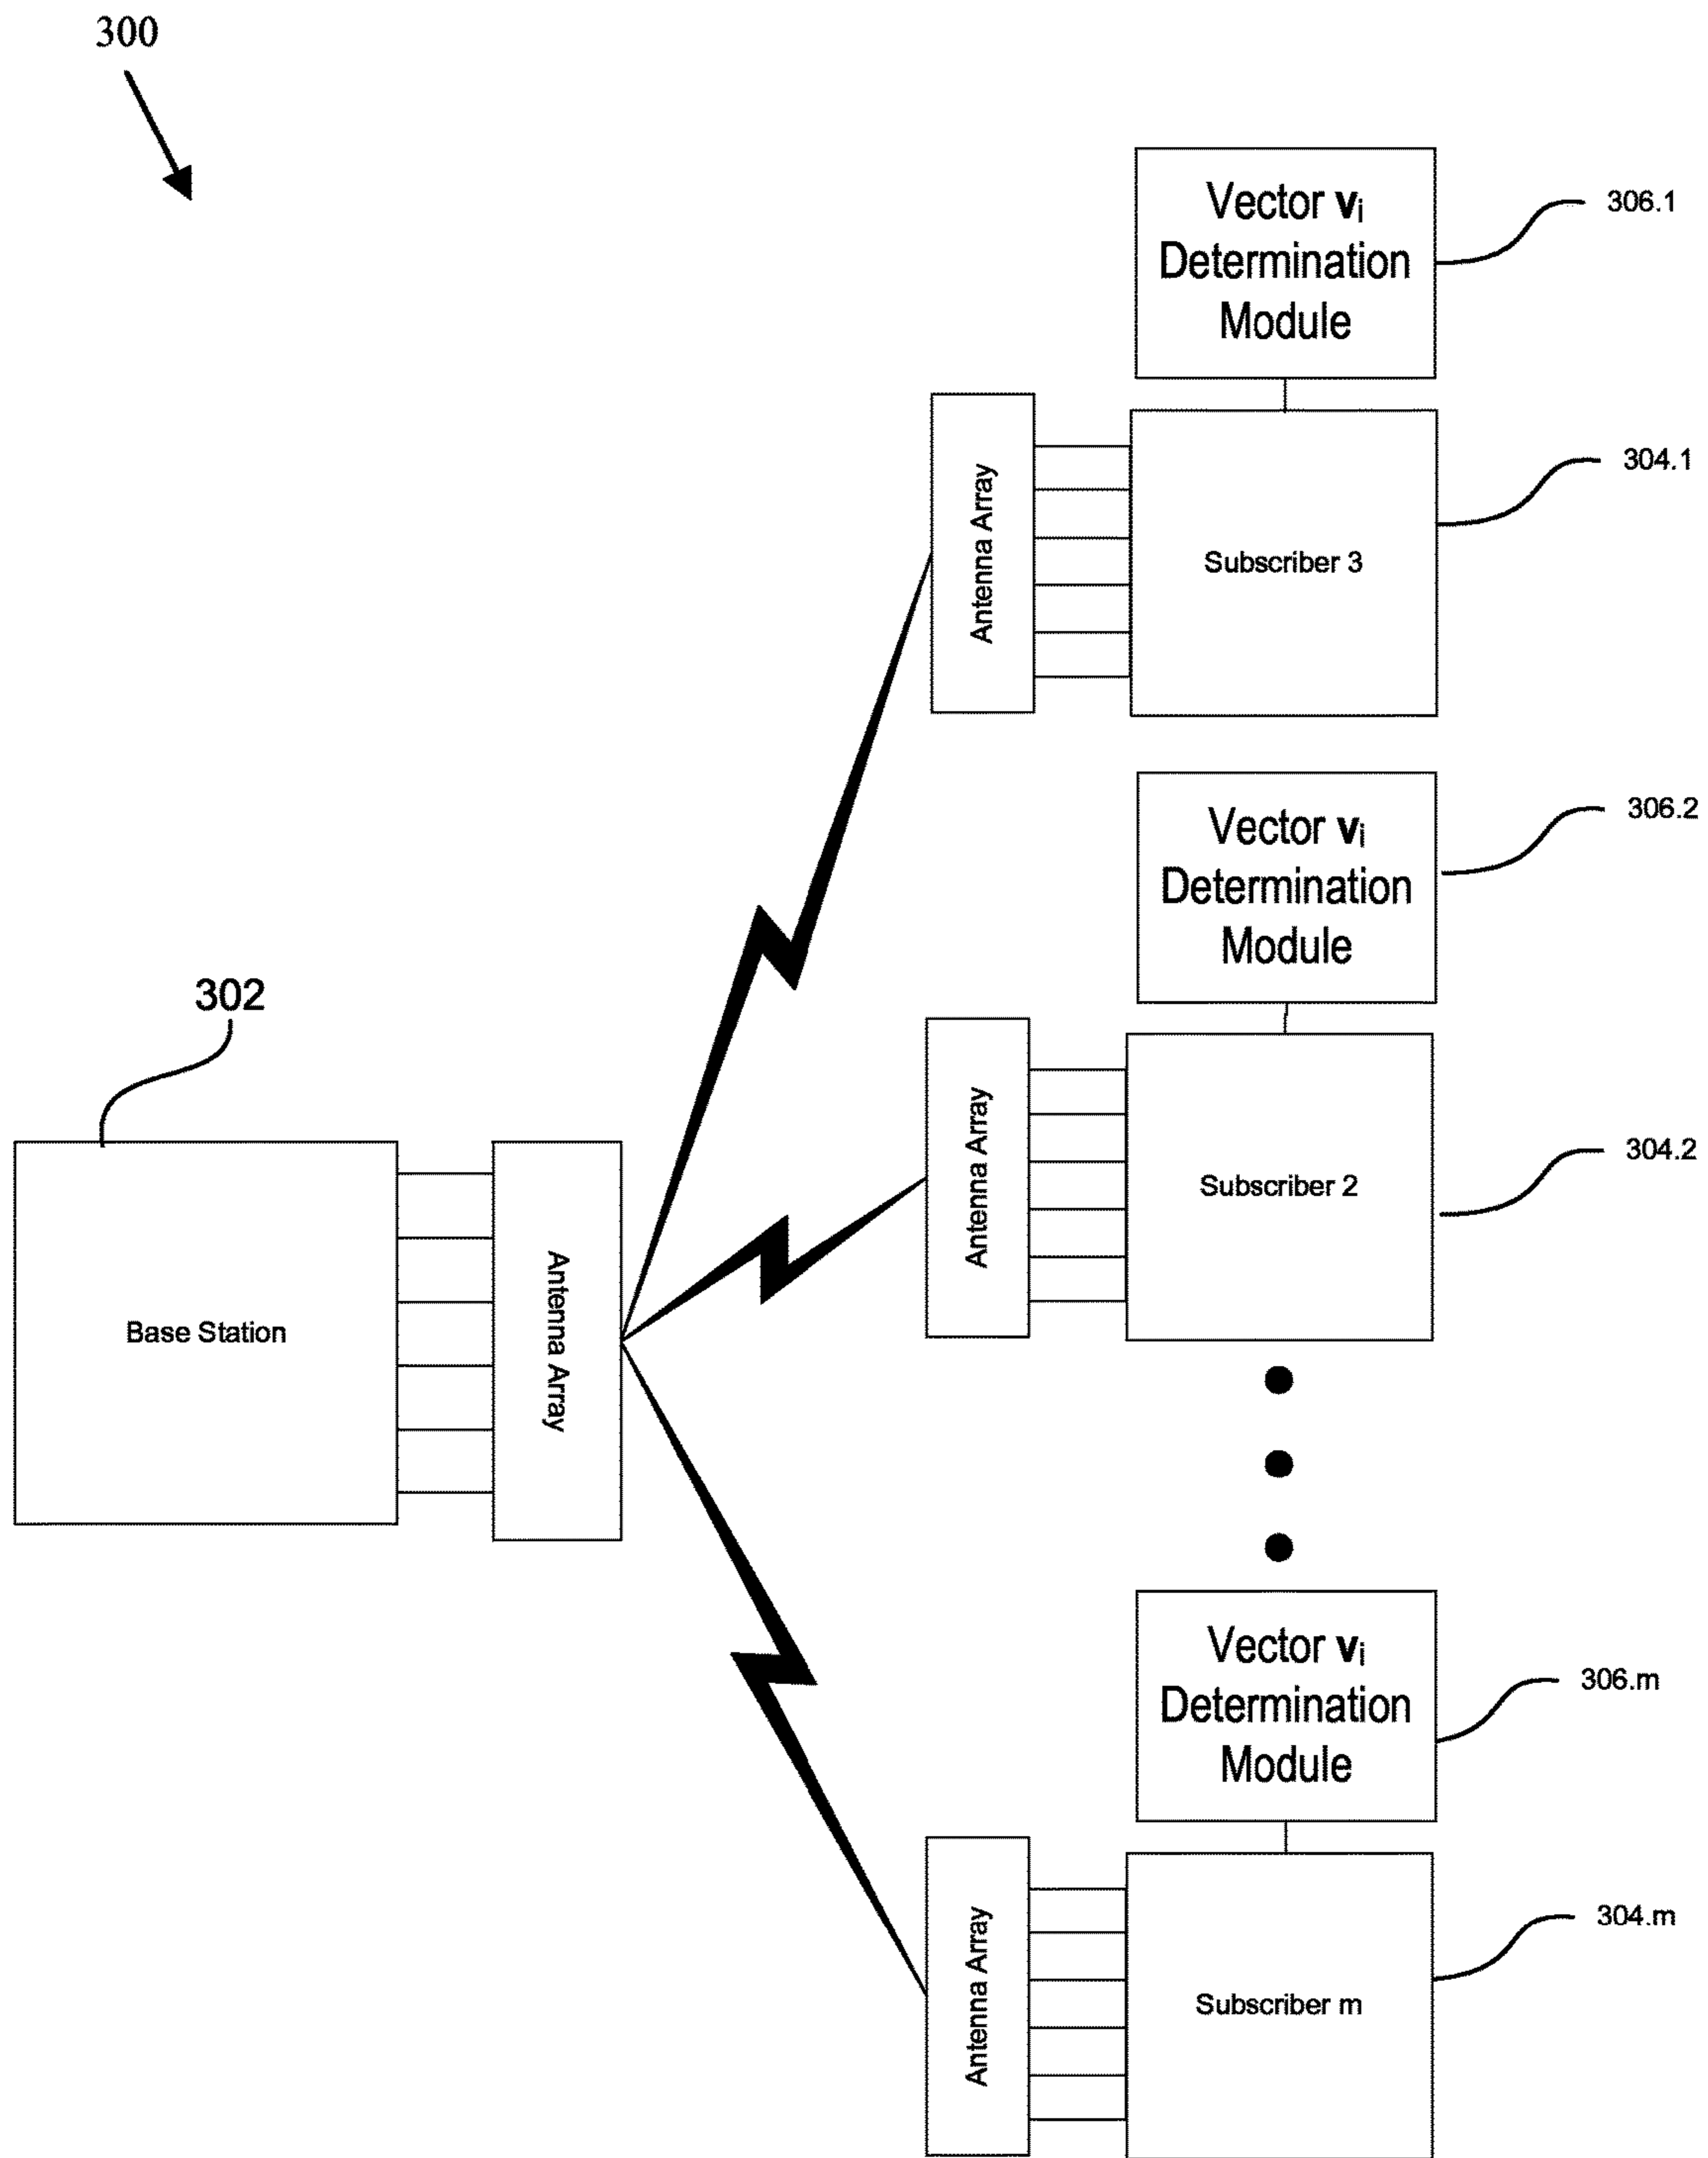 300
Vector vi
Determination
Module
306.1
Antenna Array
Subscriber 3
304.1
Vector vi
Determination
Module
306.2
302
Base Station
Antenna Array
Antenna Array
Subscriber 2
304.2
Vector vi
Determination
Module
306.m
Antenna Array
Subscriber m
304.m